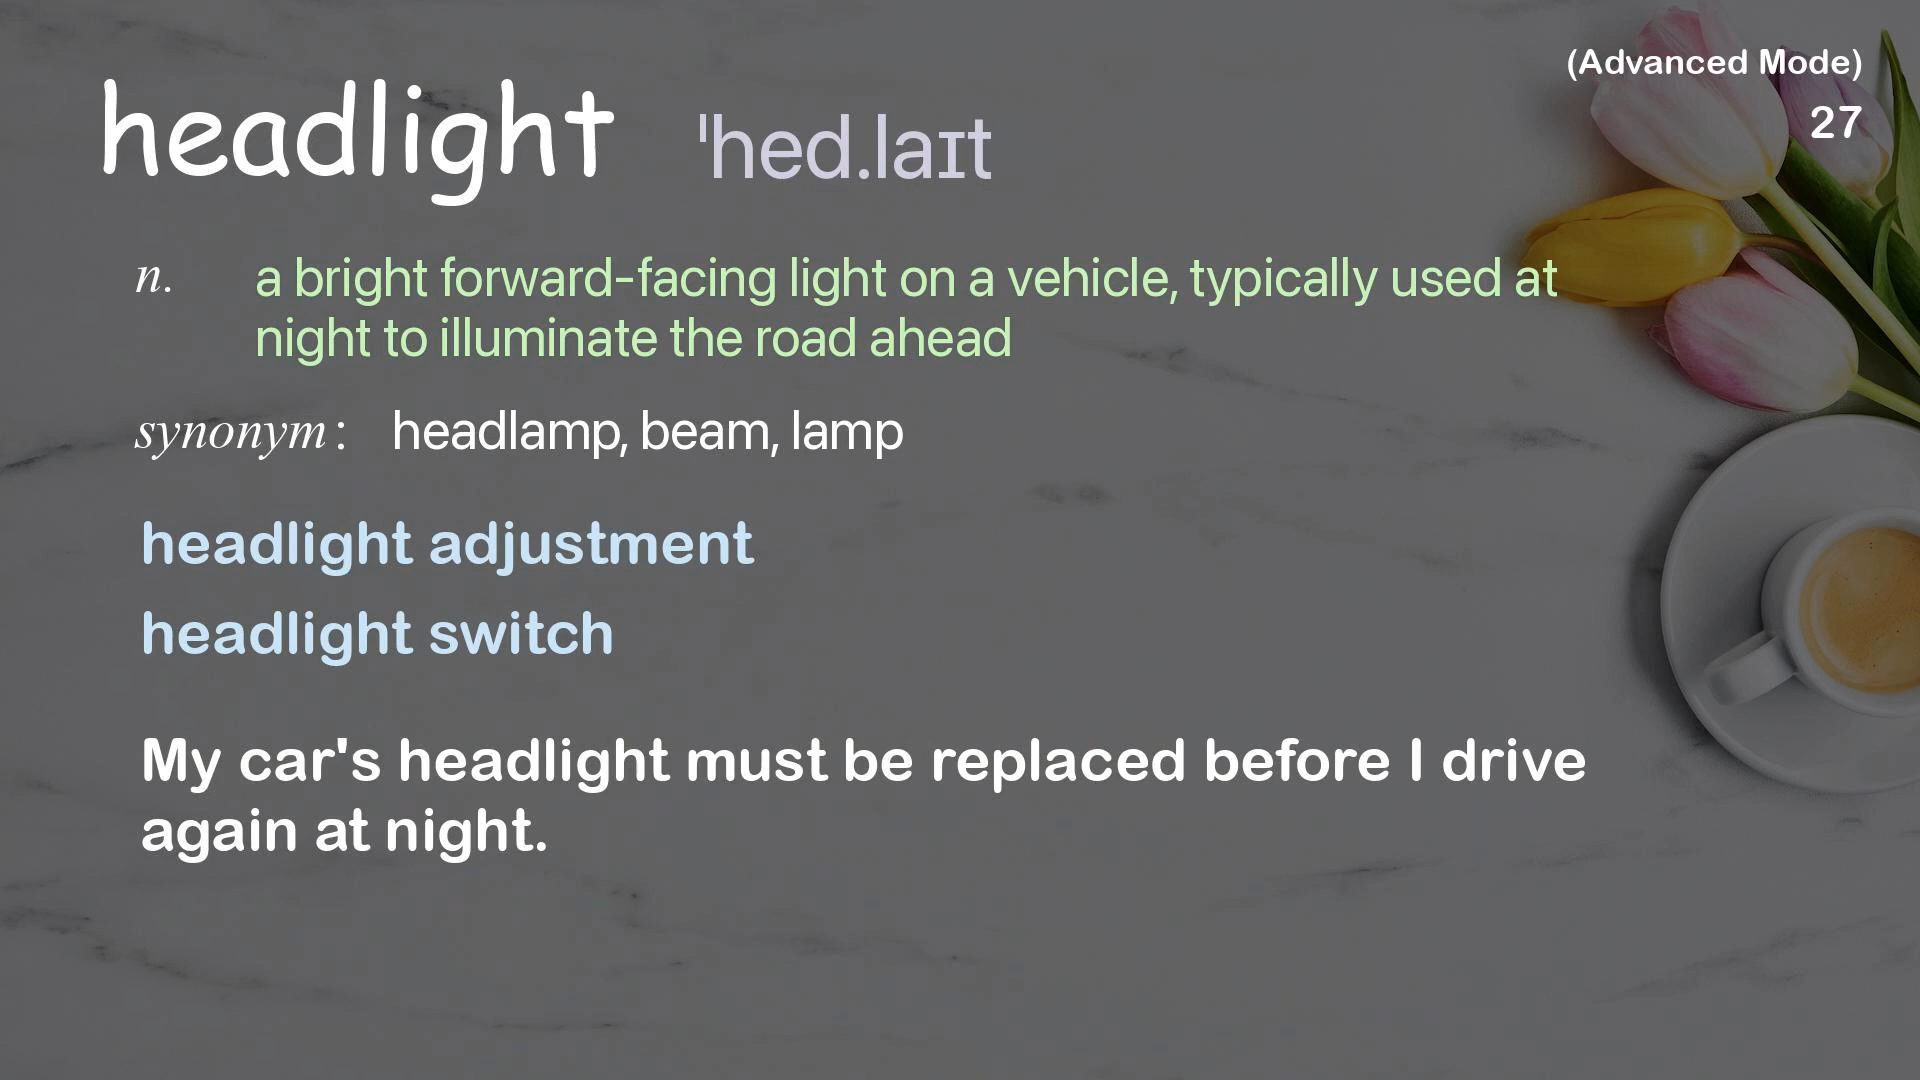 (Advanced Mode)
27
headlight ˈhed.laɪt
n. a bright forward-facing light on a vehicle, typically used at
night to illuminate the road ahead
synonym: headlamp, beam, lamp
headlight adjustment
headlight switch
My car's headlight must be replaced before I drive
again at night.